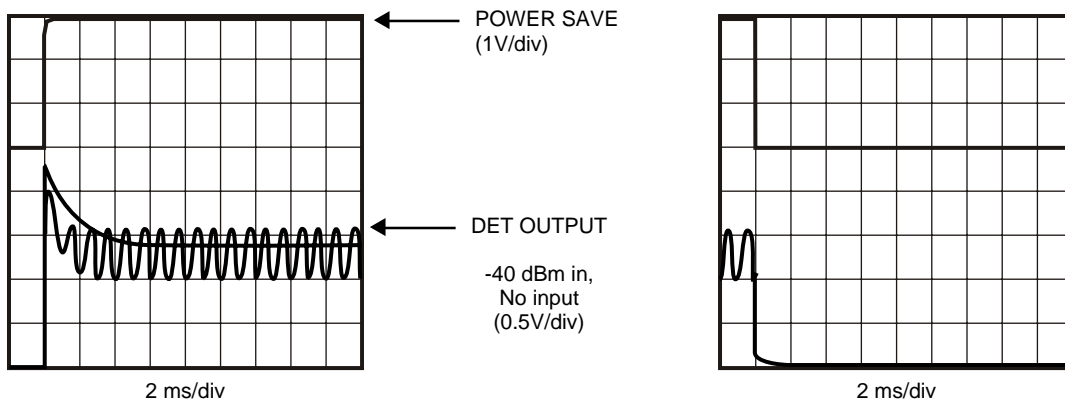 POWER SAVE
(1V/div)
DET OUTPUT
-40 dBm in,
No input
(0.5V/div)
2 ms/div
2 ms/div